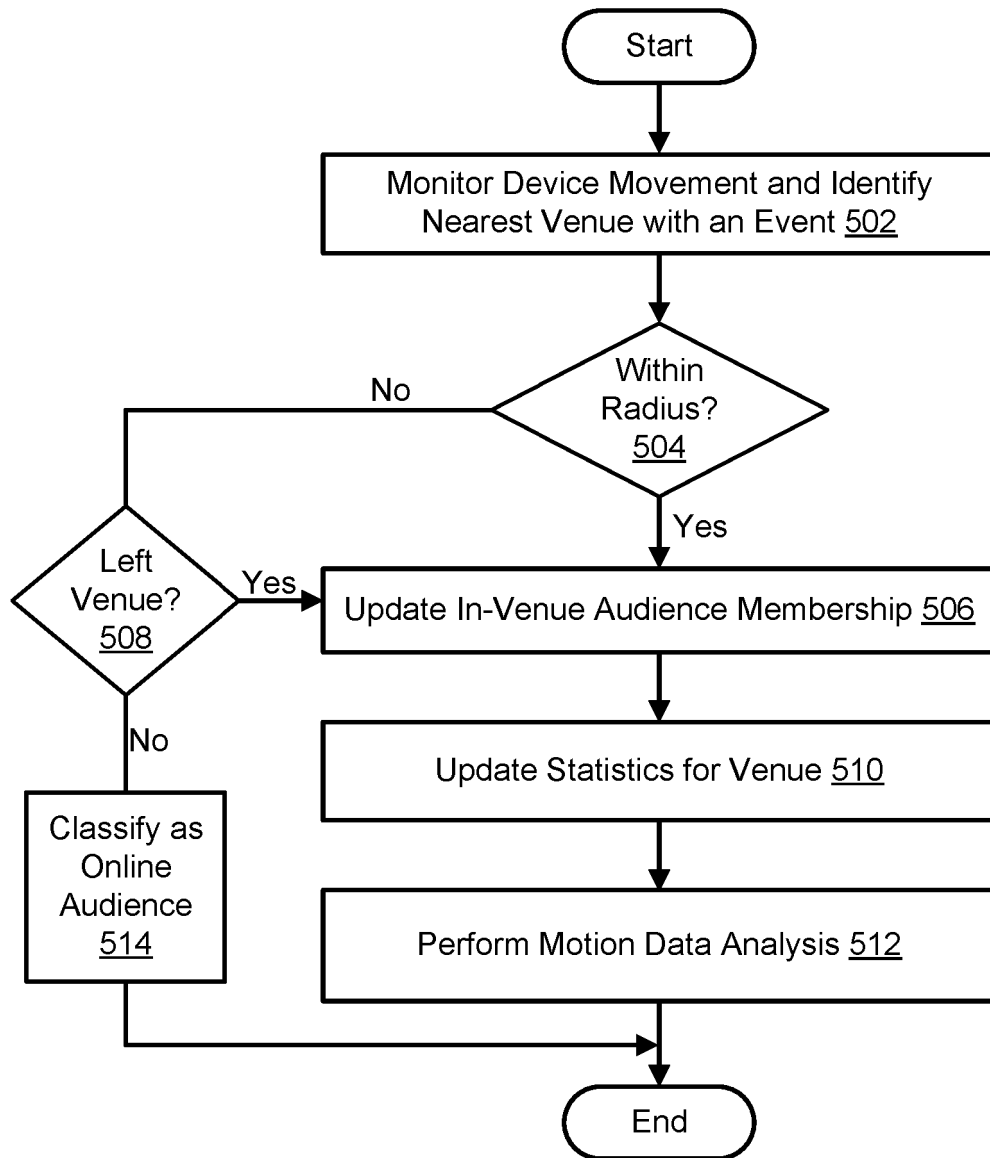 Start
Monitor Device Movement and Identify
Nearest Venue with an Event 502
Within
Radius?
504
No
Yes
Left
Venue?
508
Yes
Update In-Venue Audience Membership 506
No
Update Statistics for Venue 510
Classify as
Online
Audience
514
Perform Motion Data Analysis 512
End